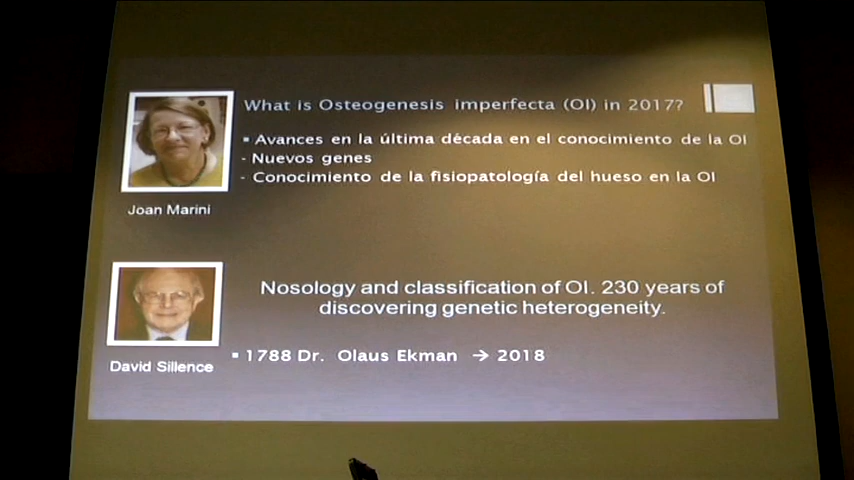 What is Osteogenesis imperfecta (OI) in 2017?
▪ Avances en la última década en el conocimiento de la OI
- Nuevos genes
- Conocimiento de la fisiopatología del hueso en la OI
Joan Marini
Nosology and classification of OI. 230 years of
discovering genetic heterogeneity.
▪ 1788 Dr. Olaus Ekman → 2018
David Sillence